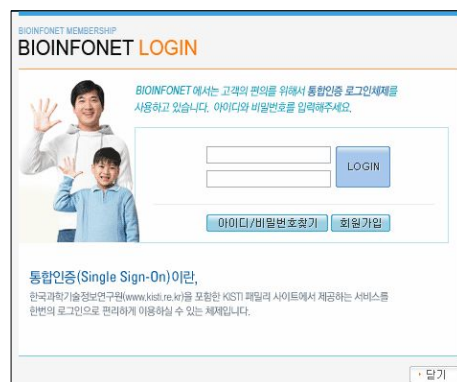 BIOINFONET MEMBERSHIP
BIOINFONET LOGIN
BIOINFONET 에서는 고객의 편의를 위해서 통합인증 로그인체제를
사용하고 있습니다. 아이디와 비밀번호를 입력해주세요.
LOGIN
아이디/비밀번호찾기 회원가입
통합인증(Single Sign-On)이란,
한국과학기술정보연구원(www.kisti.re.kr)을 포함한 KISTI 패밀리 사이트에서 제공하는 서비스를
한번의 로그인으로 편리하게 이용하실 수 있는 체제입니다.
닫기